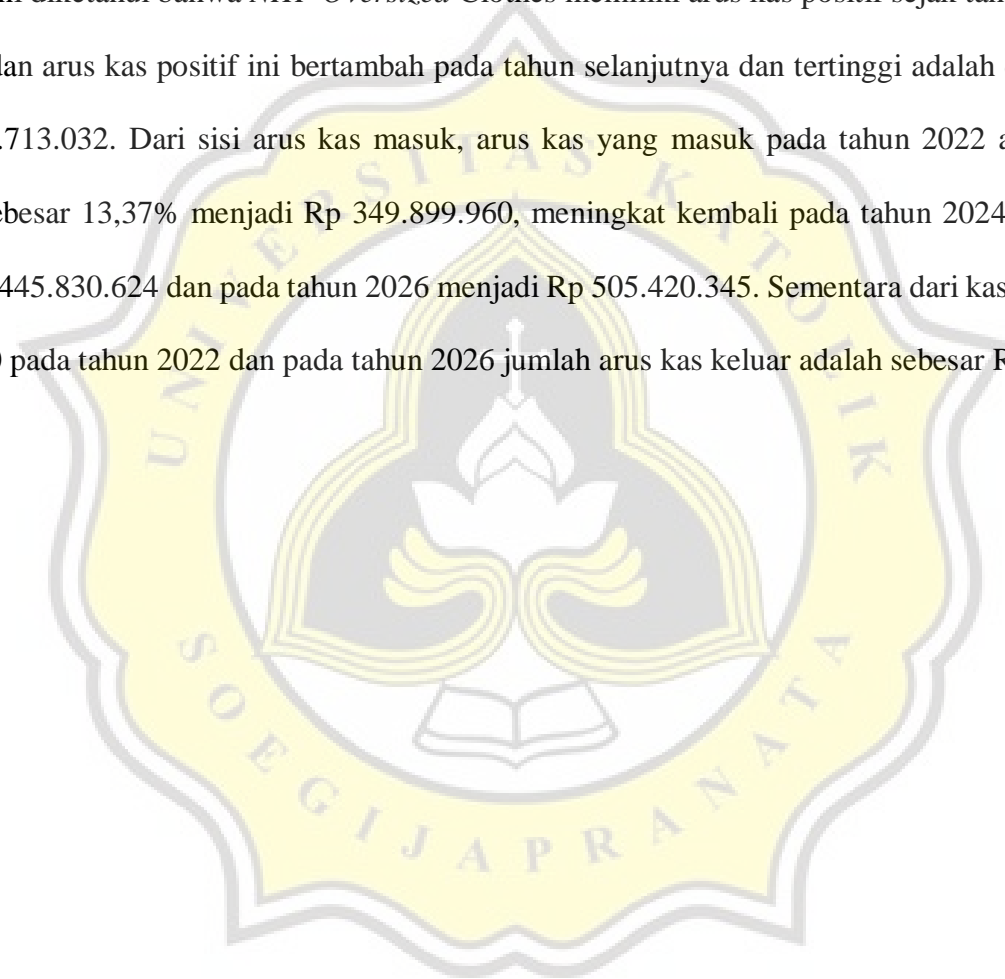 diketahui bahwa NHP Oversized Clothes memiliki arus kas positif sejak
dan arus kas positif ini bertambah pada tahun selanjutnya dan tertinggi adalah
.713.032. Dari sisi arus kas masuk, arus kas yang masuk pada tahun 2022 a
ebesar 13,37% menjadi Rp 349.899.960, meningkat kembali pada tahun 2024
445.830.624 dan pada tahun 2026 menjadi Rp 505.420.345. Sementara dari kas
pada tahun 2022 dan pada tahun 2026 jumlah arus kas keluar adalah sebesar R
UNIVERSITAS KATOLIK
SOEGIJAPRANATA